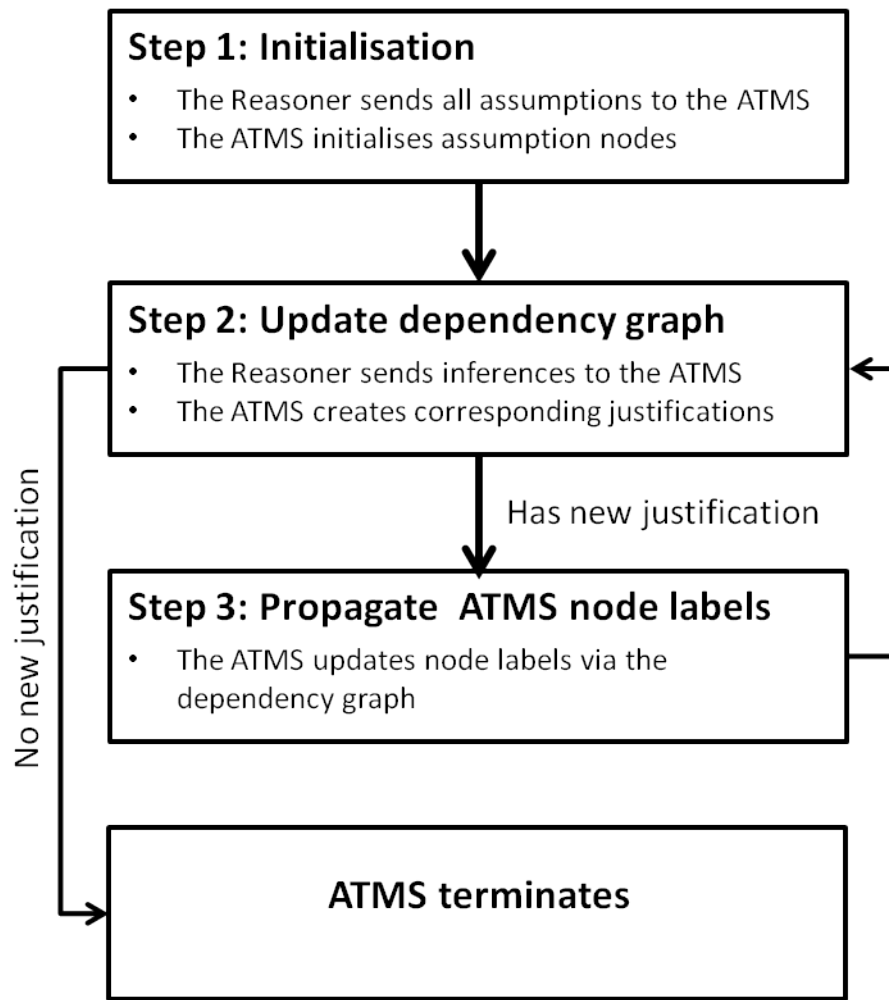 Step 1: Initialisation
• The Reasoner sends all assumptions to the ATMS
• The ATMS initialises assumption nodes
Step 2: Update dependency graph
• The Reasoner sends inferences to the ATMS
• The ATMS creates corresponding justifications
No new justification
Has new justification
Step 3: Propagate ATMS node labels
• The ATMS updates node labels via the
dependency graph
ATMS terminates